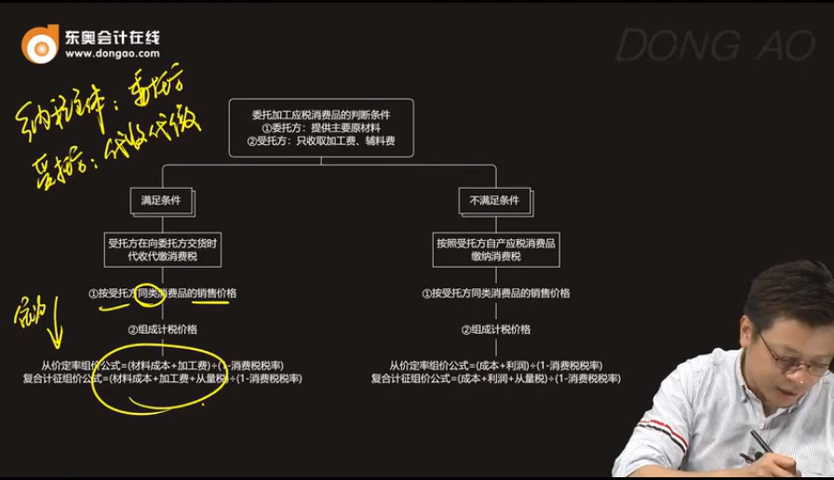 东奥会计在线
www.dongao.com
DONG AO
纳税主体：委托方
受托方：代收代缴
委托加工应税消费品的判断条件
①委托方：提供主要原材料
②受托方：只收取加工费、辅料费
满足条件
不满足条件
受托方在向委托方交货时
代收代缴消费税
按照受托方自产应税消费品
缴纳消费税
①按受托方同类消费品的销售价格
①按受托方同类消费品的销售价格
②组成计税价格
②组成计税价格
从价定率组价公式=(材料成本+加工费)÷(1-消费税税率)
复合计征组价公式=(材料成本+加工费+从量税)÷(1-消费税税率)
从价定率组价公式=(成本+利润)÷(1-消费税税率)
复合计征组价公式=(成本+利润+从量税)÷(1-消费税税率)